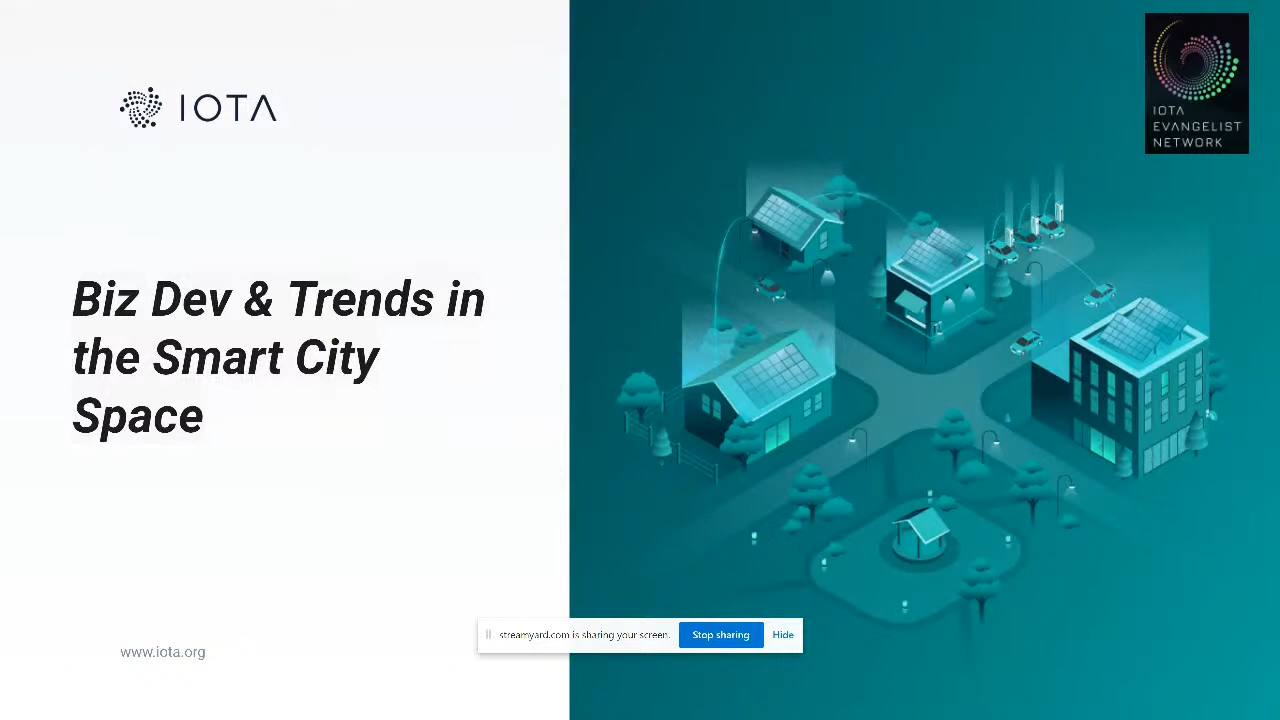 IOTA
IOTA
EVANGELIST
NETWORK
Biz Dev & Trends in
the Smart City
Space
streamyard.com is sharing your screen.
Stop sharing
Hide
www.iota.org